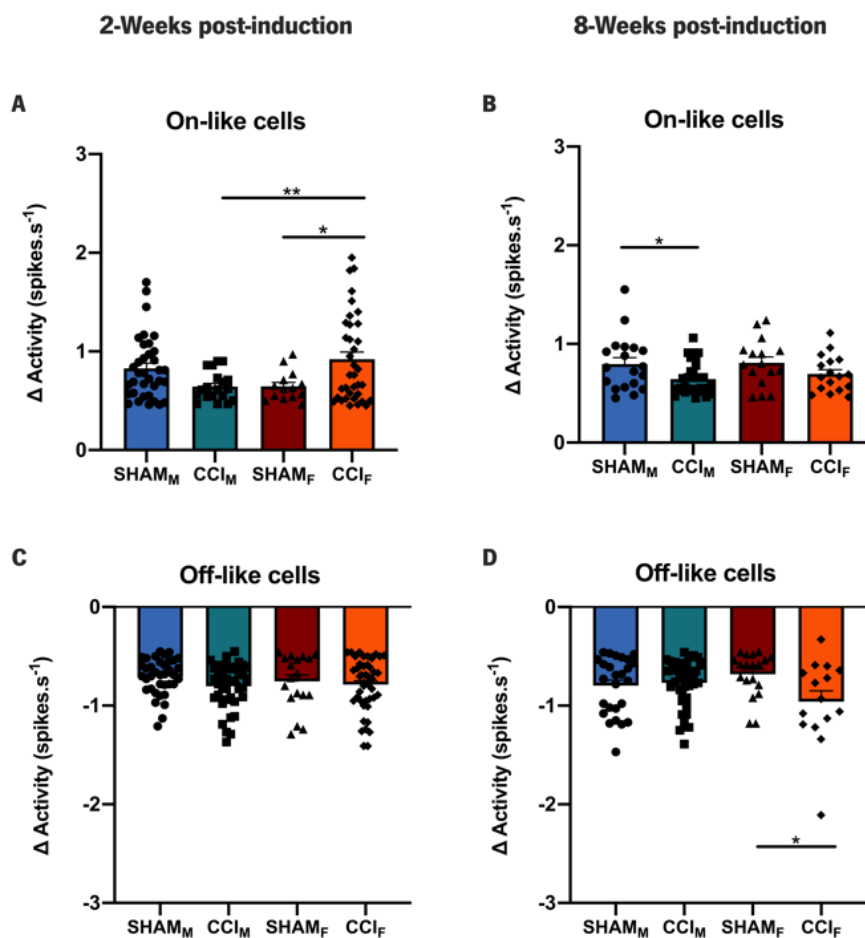 2-Weeks post-induction
8-Weeks post-induction
A
On-like cells
Δ Activity (spikes.s⁻¹)
3
2
1
0
**
*
SHAM_M CCI_M SHAM_F CCI_F
B
On-like cells
Δ Activity (spikes.s⁻¹)
3
2
1
0
*
SHAM_M CCI_M SHAM_F CCI_F
C
Off-like cells
Δ Activity (spikes.s⁻¹)
0
-1
-2
-3
SHAM_M CCI_M SHAM_F CCI_F
D
Off-like cells
Δ Activity (spikes.s⁻¹)
0
-1
-2
-3
*
SHAM_M CCI_M SHAM_F CCI_F